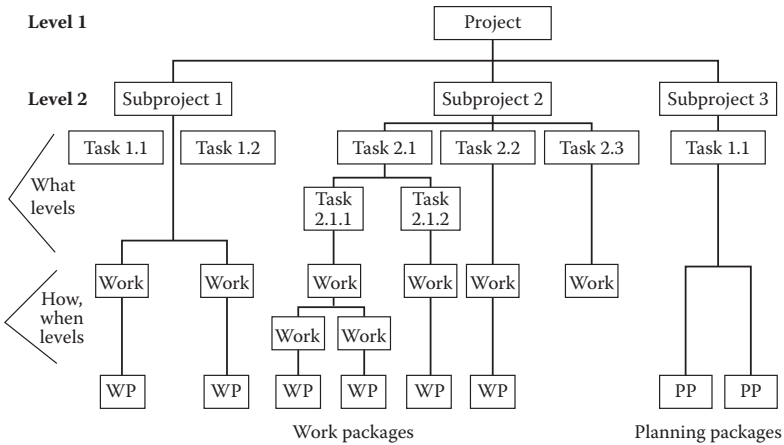 Level 1
Project
Level 2
Subproject 1
Subproject 2
Subproject 3
Task 1.1
Task 1.2
Task 2.1
Task 2.2
Task 2.3
Task 1.1
What
levels
Task
2.1.1
Task
2.1.2
How,
when
levels
Work
Work
Work
Work
Work
Work
Work
Work
WP
WP
WP
WP
WP
WP
PP
PP
Work packages
Planning packages